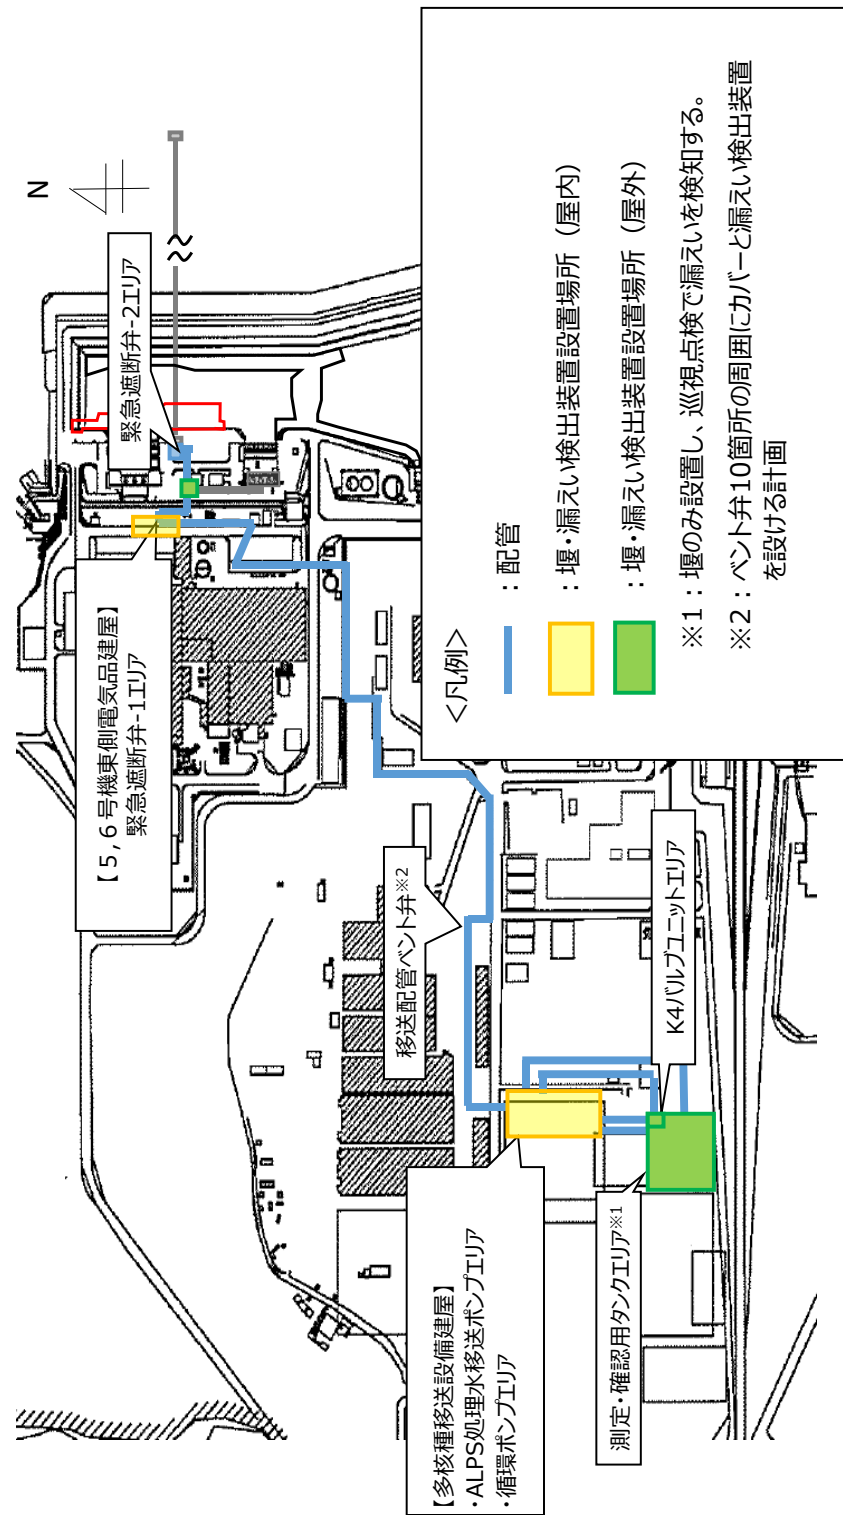 N
緊急遮断弁-2エリア
【5,6号機東側電気品建屋】
緊急遮断弁-1エリア
移送配管ベント弁※2
K4バルブユニットエリア
【多核種移送設備建屋】
・ALPS処理水移送ポンプエリア
・循環ポンプエリア
測定・確認用タンクエリア※1
<凡例>
：配管
：堰・漏えい検出装置設置場所（屋内）
：堰・漏えい検出装置設置場所（屋外）
※1：堰のみ設置し、巡視点検で漏えいを検知する。
※2：ベント弁10箇所の周囲にカバーと漏えい検出装置
を設ける計画